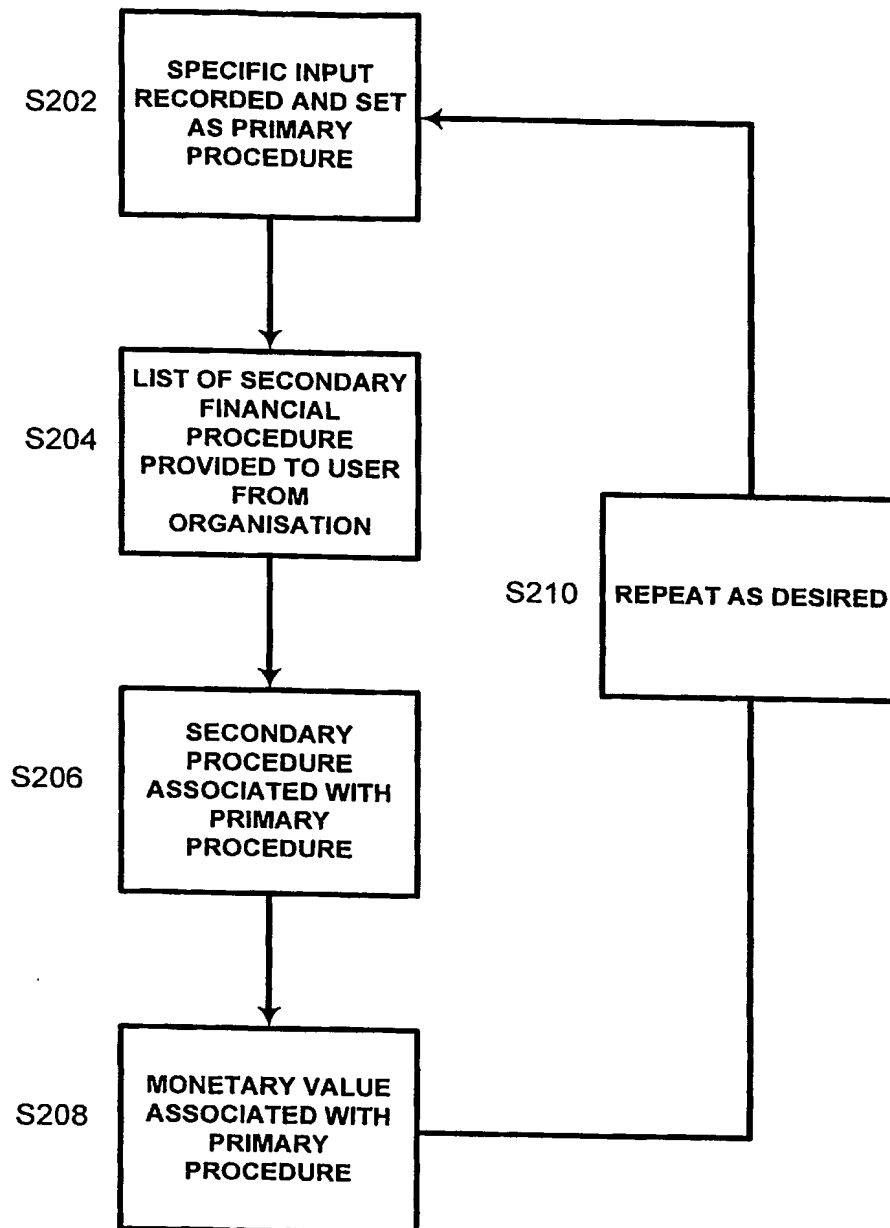 S202
SPECIFIC INPUT
RECORDED AND SET
AS PRIMARY
PROCEDURE
S204
LIST OF SECONDARY
FINANCIAL
PROCEDURE
PROVIDED TO USER
FROM
ORGANISATION
S210
REPEAT AS DESIRED
S206
SECONDARY
PROCEDURE
ASSOCIATED WITH
PRIMARY
PROCEDURE
S208
MONETARY VALUE
ASSOCIATED WITH
PRIMARY
PROCEDURE